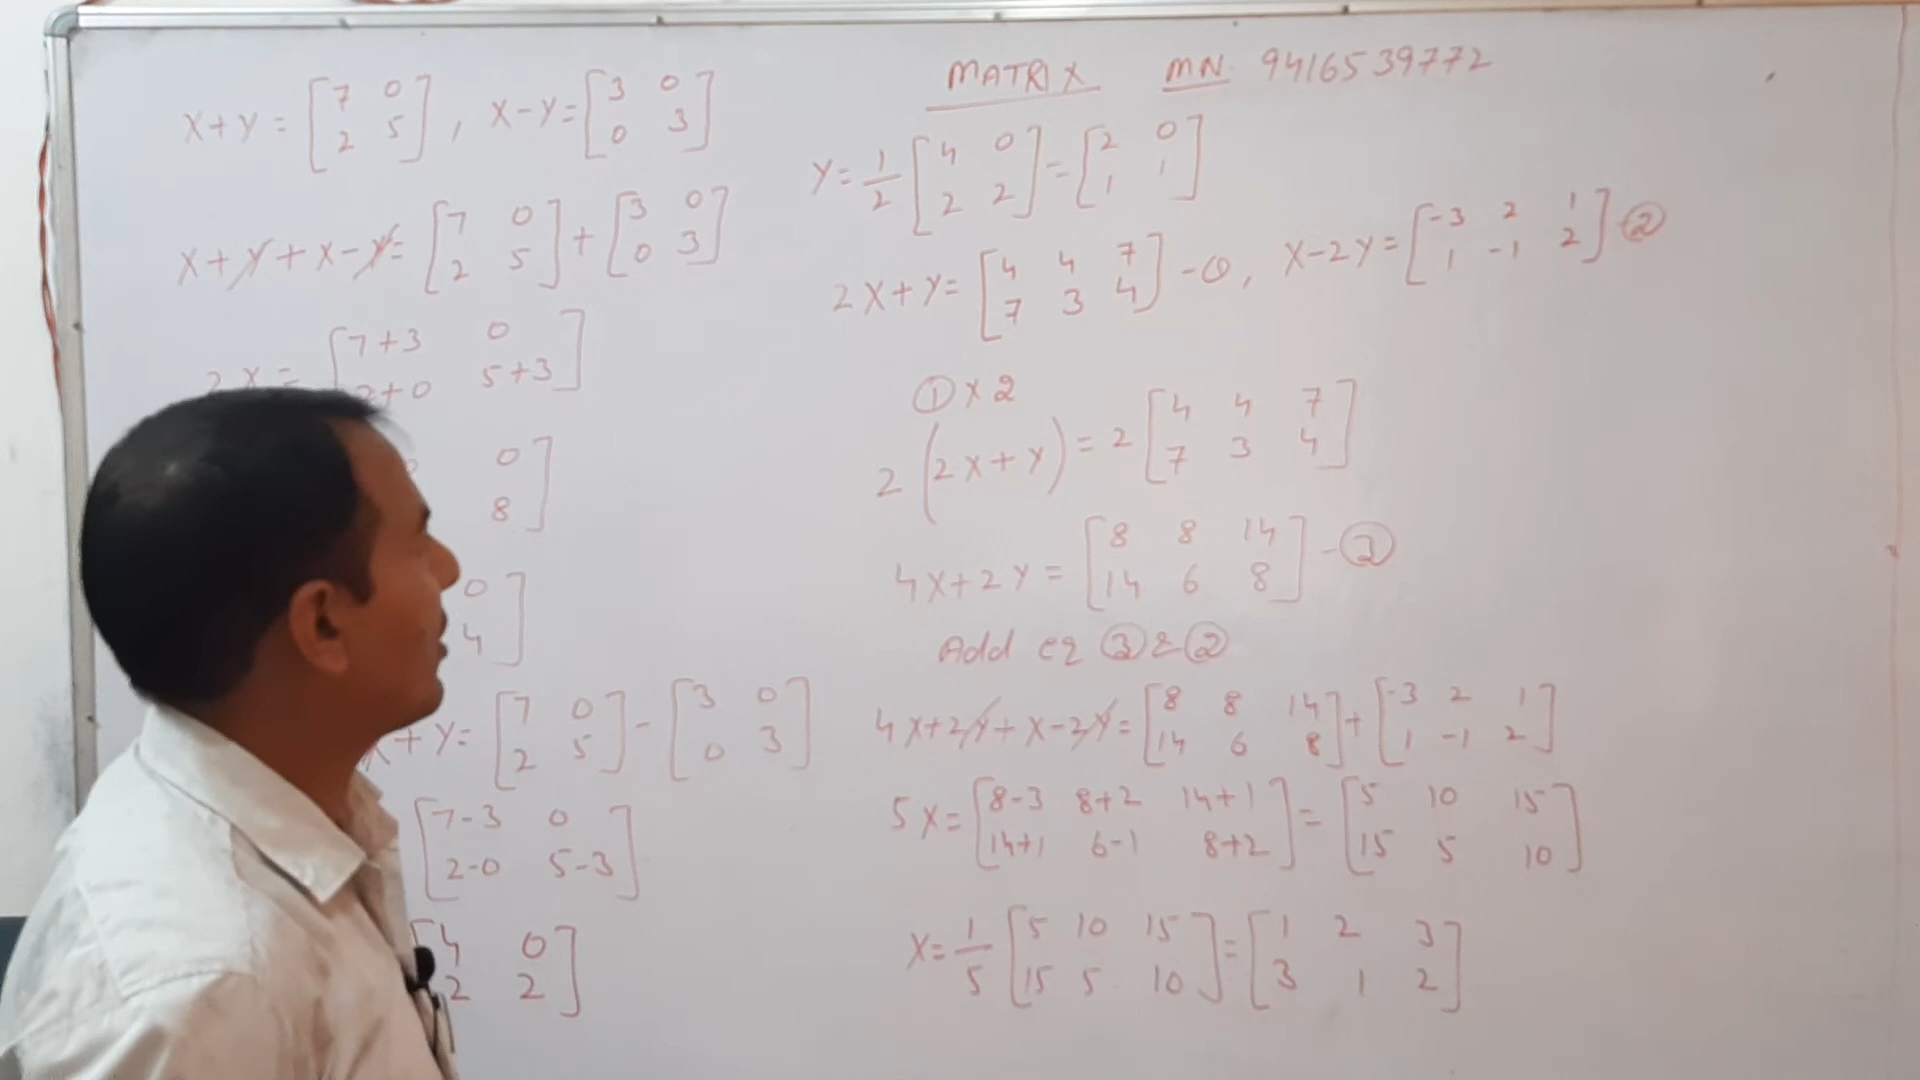 MATRIX MN. 9416539772
X+Y = [7 0
2 5], X-Y = [3 0
0 3]
X+Y+X-Y = [7 0
2 5] + [3 0
0 3]
2X = [7+3 0
2+0 5+3]
0
8]
0
4]
X+Y = [7 0
2 5] - [3 0
0 3]
[7-3 0
2-0 5-3]
[4 0
2 2]
Y = 1/2 [4 0
2 2] = [2 0
1 1]
2X+Y = [4 4 7
7 3 4] -①, X-2Y = [-3 2 1
1 -1 2] ②
① x 2
2(2X+Y) = 2 [4 4 7
7 3 4]
4X+2Y = [8 8 14
14 6 8] -③
Add eq ③ & ②
4X+2Y+X-2Y = [8 8 14
14 6 8] + [-3 2 1
1 -1 2]
5X = [8-3 8+2 14+1
14+1 6-1 8+2] = [5 10 15
15 5 10]
X = 1/5 [5 10 15
15 5 10] = [1 2 3
3 1 2]